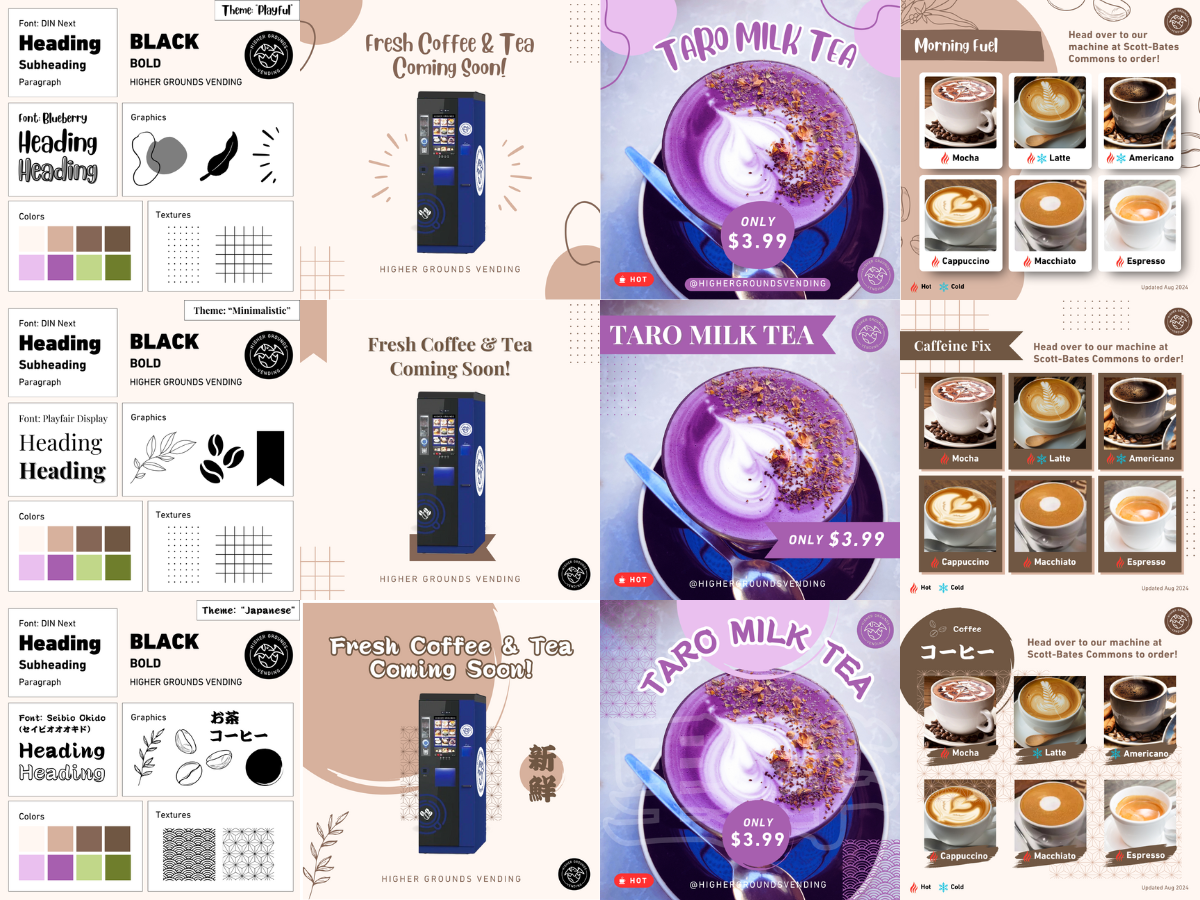 Theme: "Playful"
Font: DIN Next
Heading
Subheading
Paragraph
BLACK
BOLD
HIGHER GROUNDS VENDING
HIGHER GROUNDS
VENDING
Font: Blueberry
Heading
Heading
Graphics
Colors
Textures
Fresh Coffee & Tea
Coming Soon!
HIGHER GROUNDS VENDING
TARO MILK TEA
ONLY
$3.99
HOT
@HIGHERGROUNDSVENDING
Morning Fuel
Head over to our
machine at Scott-Bates
Commons to order!
Mocha
Latte
Americano
Cappuccino
Macchiato
Espresso
Hot
Cold
Updated Aug 2024
Theme: "Minimalistic"
Font: DIN Next
Heading
Subheading
Paragraph
BLACK
BOLD
HIGHER GROUNDS VENDING
HIGHER GROUNDS
VENDING
Font: Playfair Display
Heading
Heading
Graphics
Colors
Textures
Fresh Coffee & Tea
Coming Soon!
HIGHER GROUNDS VENDING
TARO MILK TEA
ONLY $3.99
HOT
@HIGHERGROUNDSVENDING
Caffeine Fix
Head over to our machine at
Scott-Bates Commons to order!
Mocha
Latte
Americano
Cappuccino
Macchiato
Espresso
Hot
Cold
Updated Aug 2024
Theme: "Japanese"
Font: DIN Next
Heading
Subheading
Paragraph
BLACK
BOLD
HIGHER GROUNDS VENDING
HIGHER GROUNDS
VENDING
Font: Seibio Okido
(セイビオオオキド)
Heading
Heading
Graphics
お茶
コーヒー
Colors
Textures
Fresh Coffee & Tea
Coming Soon!
新鮮
HIGHER GROUNDS VENDING
TARO MILK TEA
ONLY
$3.99
HOT
@HIGHERGROUNDSVENDING
Coffee
コーヒー
Head over to our machine at
Scott-Bates Commons to order!
Mocha
Latte
Americano
Cappuccino
Macchiato
Espresso
Hot
Cold
Updated Aug 2024